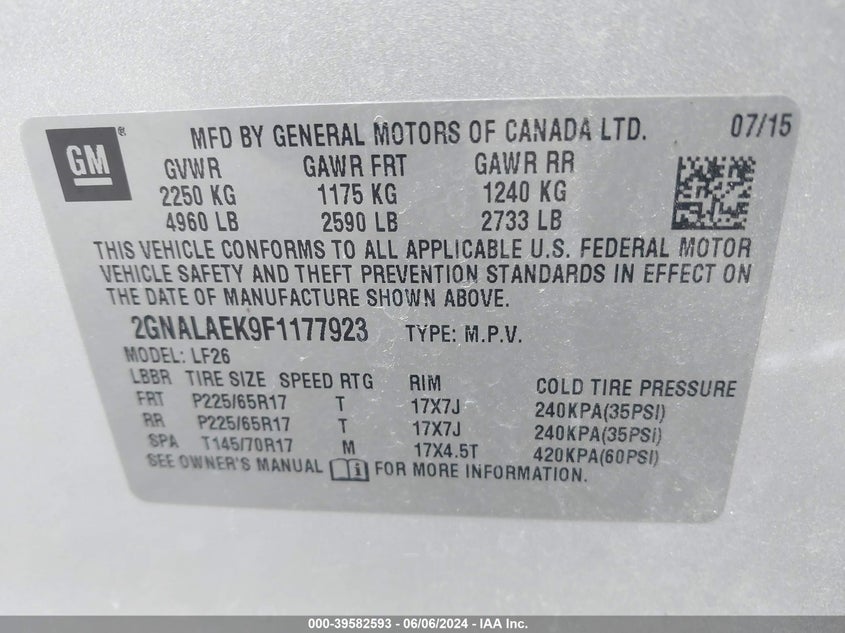 GM ®
MFD BY GENERAL MOTORS OF CANADA LTD. 07/15
GVWR GAWR FRT GAWR RR
2250 KG 1175 KG 1240 KG
4960 LB 2590 LB 2733 LB
THIS VEHICLE CONFORMS TO ALL APPLICABLE U.S. FEDERAL MOTOR
VEHICLE SAFETY AND THEFT PREVENTION STANDARDS IN EFFECT ON
THE DATE OF MANUFACTURE SHOWN ABOVE.
2GNALAEK9F1177923 TYPE: M.P.V.
MODEL: LF26
LBBR TIRE SIZE SPEED RTG RIM COLD TIRE PRESSURE
FRT P225/65R17 T 17X7J 240KPA(35PSI)
RR P225/65R17 T 17X7J 240KPA(35PSI)
SPA T145/70R17 M 17X4.5T 420KPA(60PSI)
SEE OWNER'S MANUAL i FOR MORE INFORMATION.
000-39582593 - 06/06/2024 - IAA Inc.